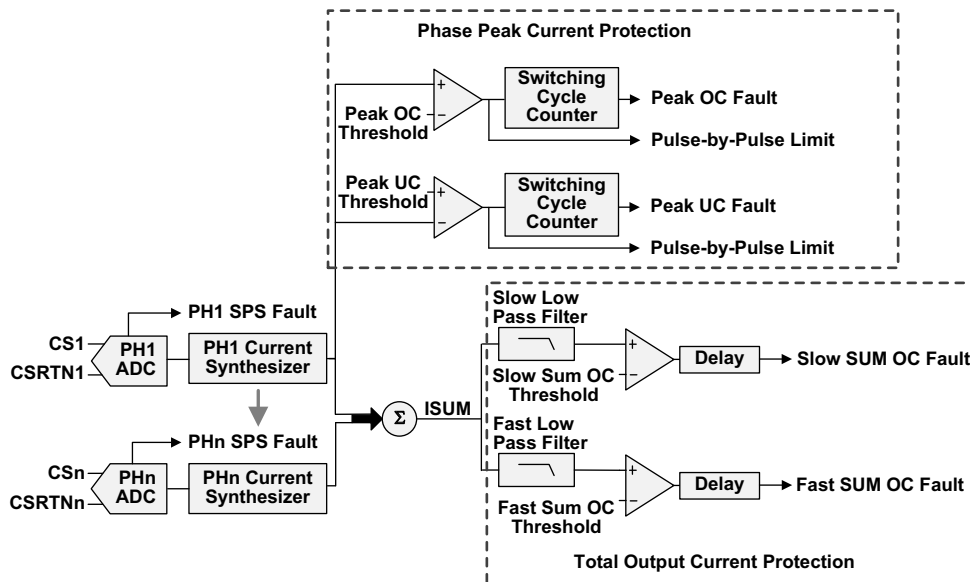 Phase Peak Current Protection
Peak OC
Threshold
+
−
Switching
Cycle
Counter
Peak OC Fault
Pulse-by-Pulse Limit
Peak UC
Threshold
+
−
Switching
Cycle
Counter
Peak UC Fault
Pulse-by-Pulse Limit
PH1 SPS Fault
CS1
CSRTN1
PH1
ADC
PH1 Current
Synthesizer
PHn SPS Fault
CSn
CSRTNn
PHn
ADC
PHn Current
Synthesizer
Σ
ISUM
Slow Low
Pass Filter
Slow Sum OC
Threshold
+
−
Delay
Slow SUM OC Fault
Fast Low
Pass Filter
Fast Sum OC
Threshold
+
−
Delay
Fast SUM OC Fault
Total Output Current Protection